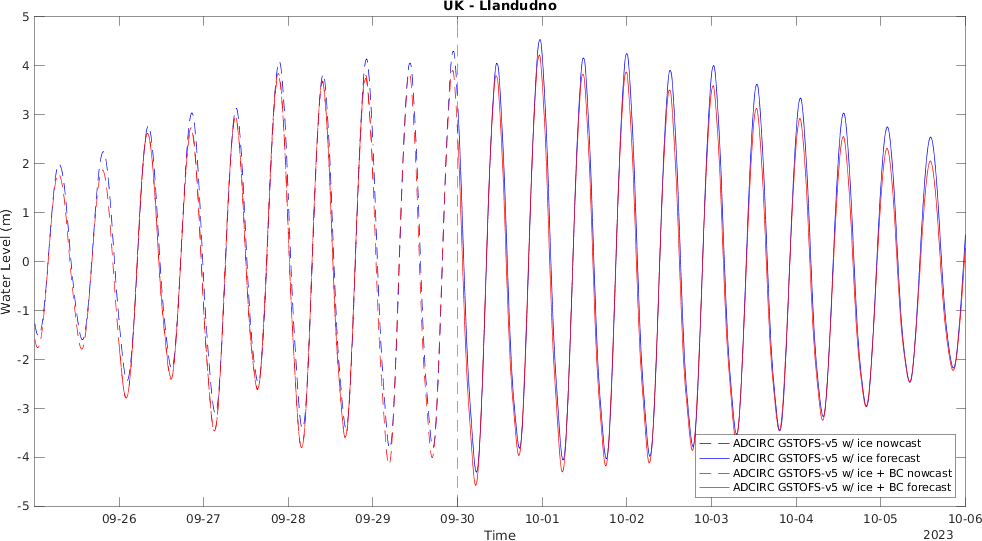 UK - Llandudno
5
4
3
2
1
0
-1
-2
-3
-4
-5
Water Level (m)
09-26 09-27 09-28 09-29 09-30 10-01 10-02 10-03 10-04 10-05 10-06
Time
2023
ADCIRC GSTOFS-v5 w/ ice nowcast
ADCIRC GSTOFS-v5 w/ ice forecast
ADCIRC GSTOFS-v5 w/ ice + BC nowcast
ADCIRC GSTOFS-v5 w/ ice + BC forecast